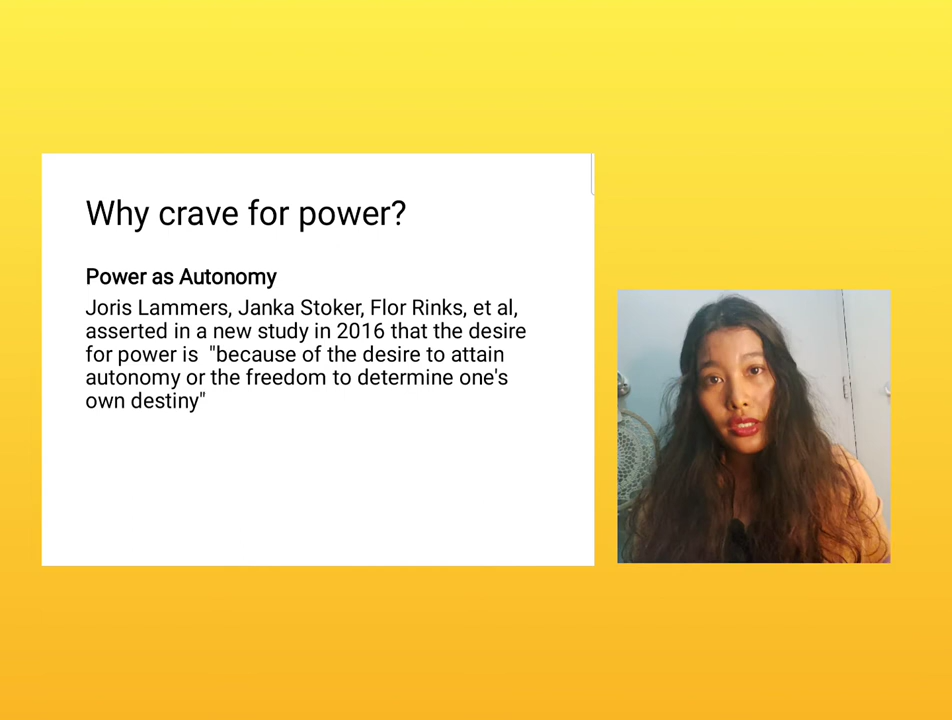 Why crave for power?
Power as Autonomy
Joris Lammers, Janka Stoker, Flor Rinks, et al,
asserted in a new study in 2016 that the desire
for power is  "because of the desire to attain
autonomy or the freedom to determine one's
own destiny"